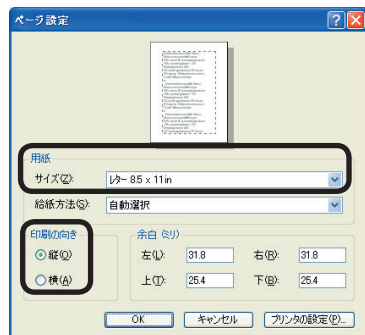 ページ設定
用紙
サイズ(Z): レター 8.5 x 11 in
給紙方法(S): 自動選択
印刷の向き
縦(O)
横(A)
余白 (ミリ)
左(L): 31.8 右(R): 31.8
上(T): 25.4 下(B): 25.4
OK キャンセル プリンタの設定(P)...